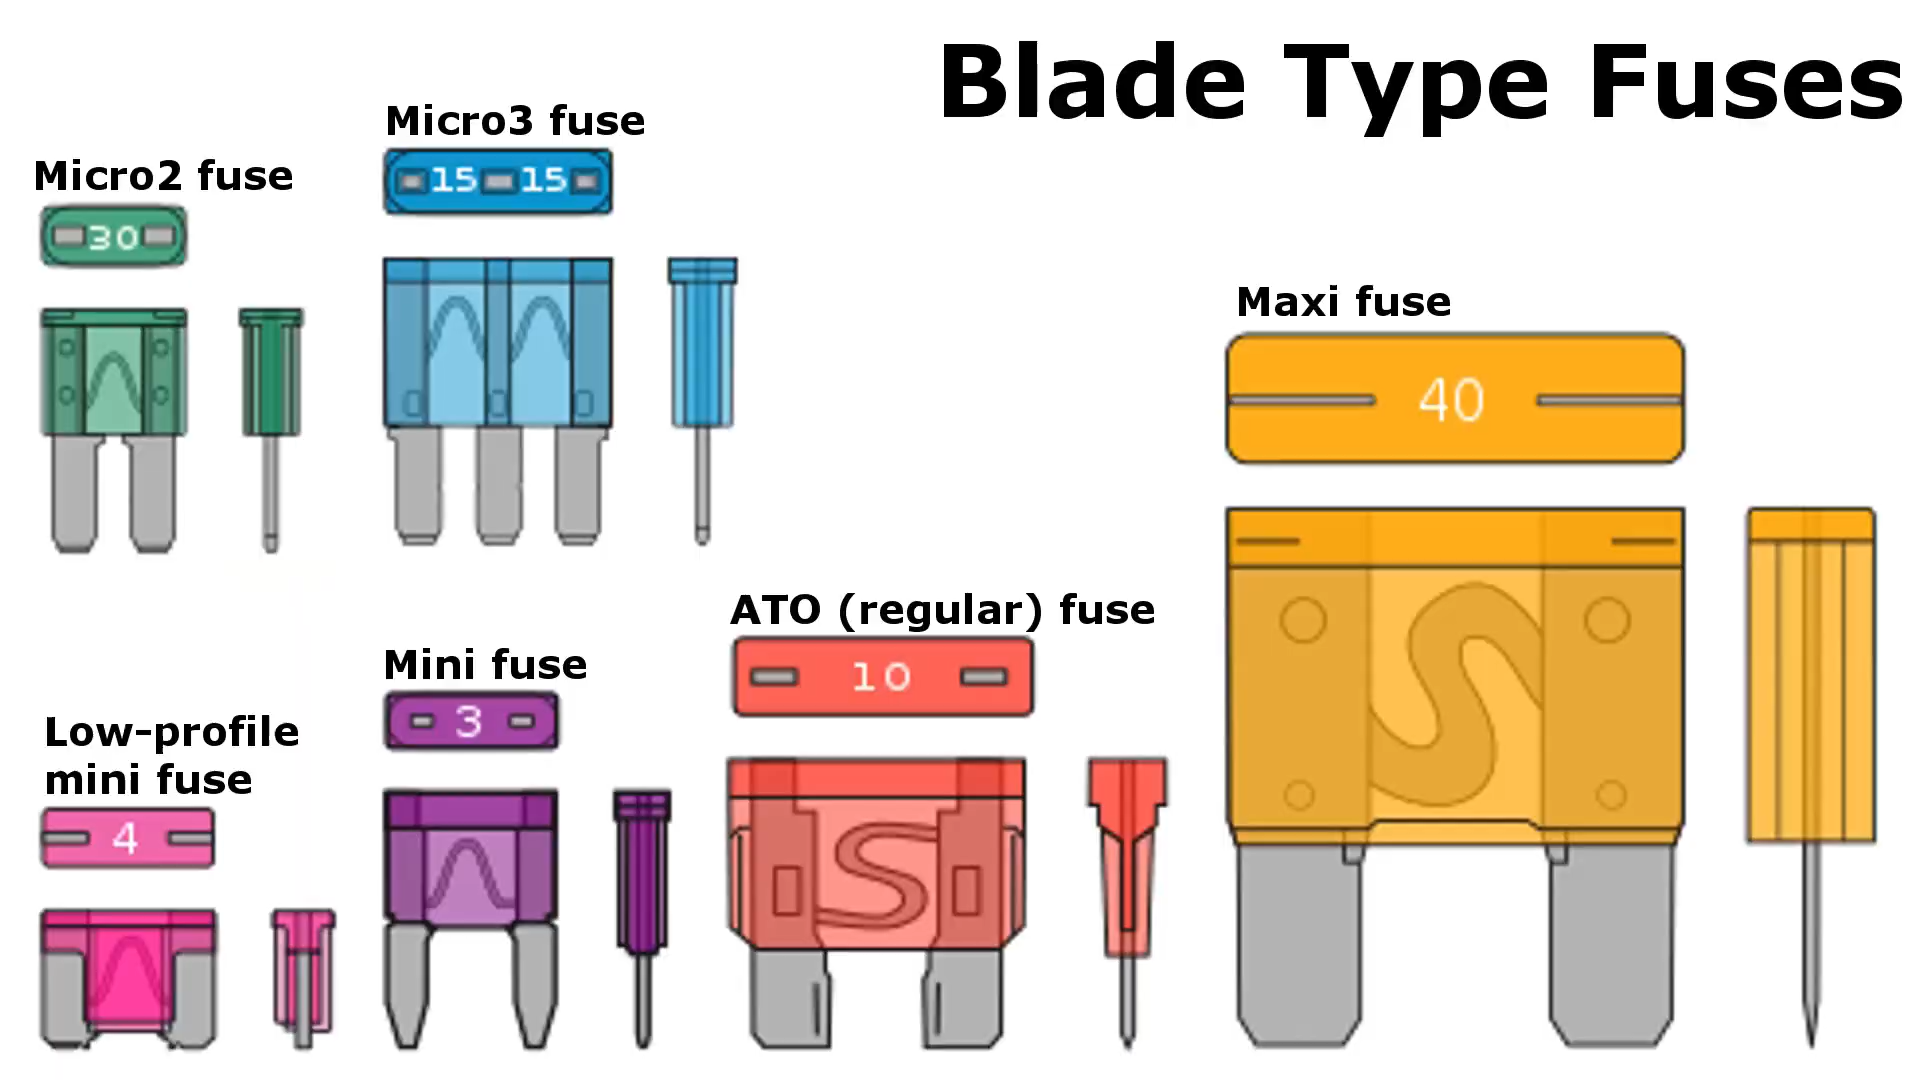 Blade Type Fuses
Micro3 fuse
15 15
Micro2 fuse
30
Maxi fuse
40
ATO (regular) fuse
10
Mini fuse
3
Low-profile
mini fuse
4